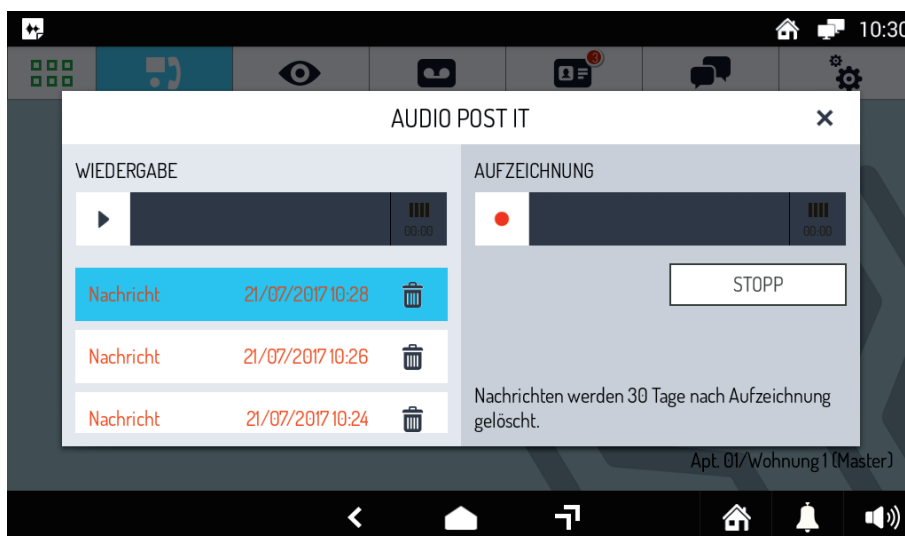 10:30
3
AUDIO POST IT
WIEDERGABE
00:00
Nachricht 21/07/2017 10:28
Nachricht 21/07/2017 10:26
Nachricht 21/07/2017 10:24
AUFZEICHNUNG
00:00
STOPP
Nachrichten werden 30 Tage nach Aufzeichnung
gelöscht.
Apt. 01/Wohnung 1 (Master)